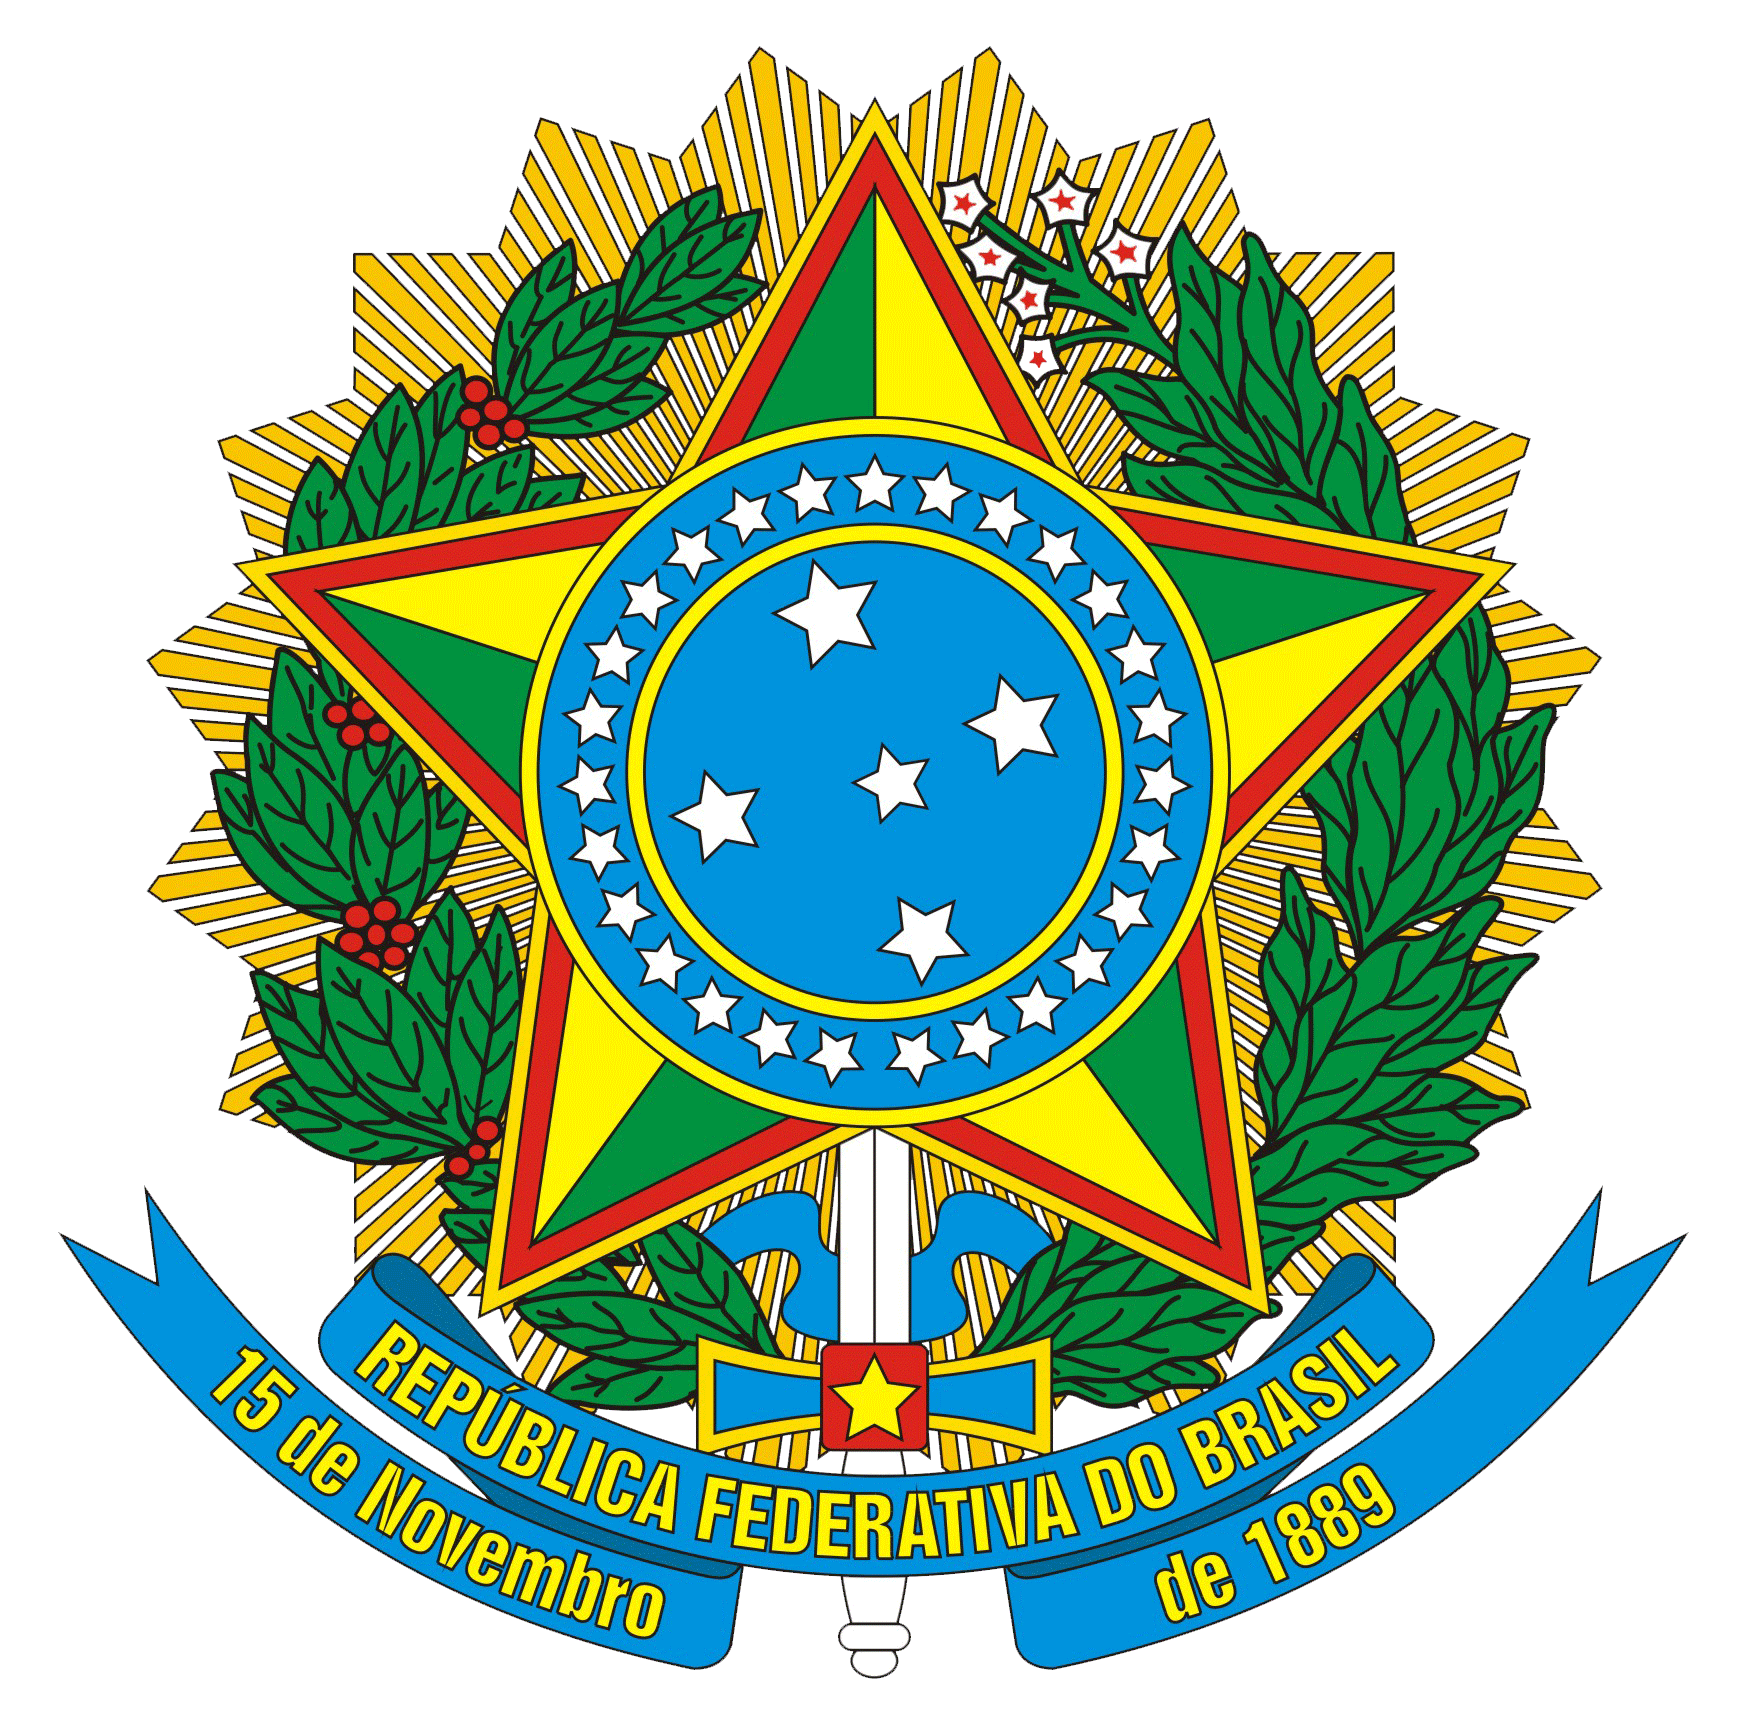 REPÚBLICA FEDERATIVA DO BRASIL
15 de Novembro
de 1889